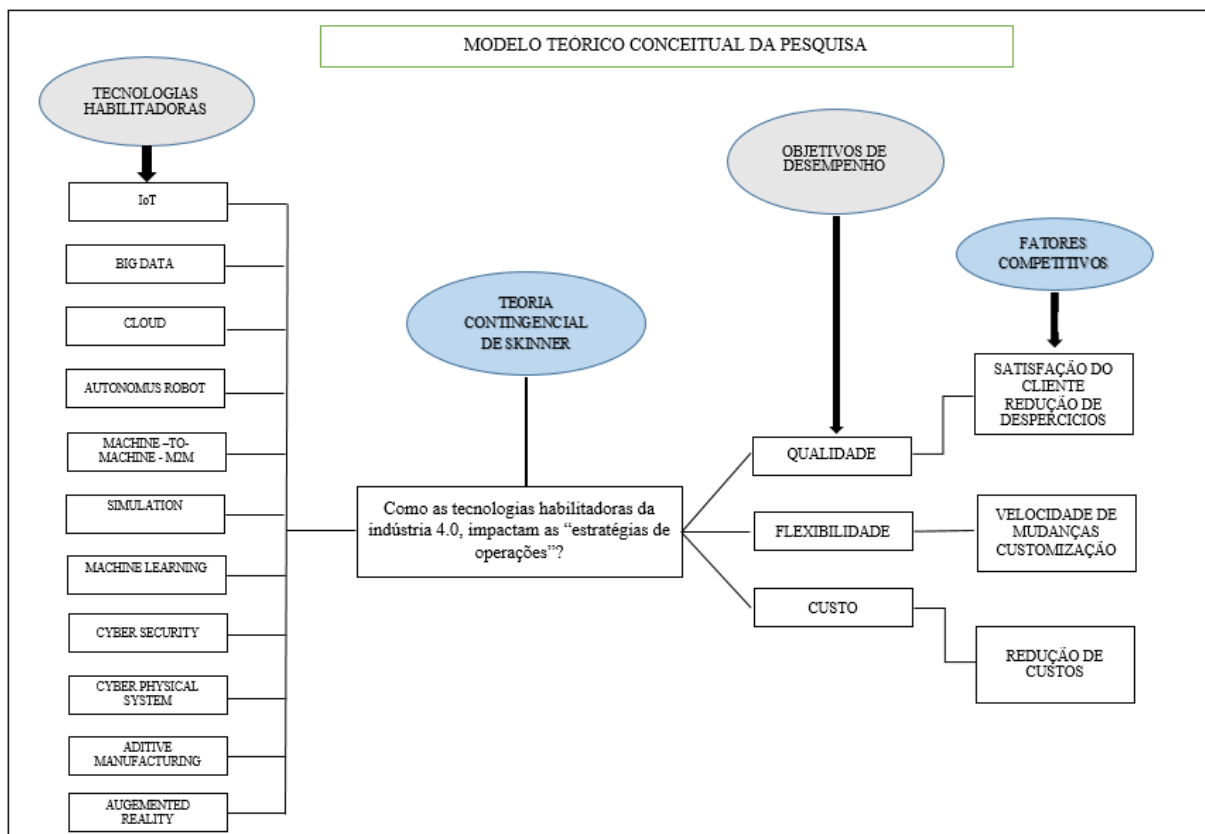 MODELO TEÓRICO CONCEITUAL DA PESQUISA
TECNOLOGIAS
HABILITADORAS
IoT
BIG DATA
CLOUD
AUTONOMUS ROBOT
MACHINE –TO-
MACHINE - M2M
SIMULATION
MACHINE LEARNING
CYBER SECURITY
CYBER PHYSICAL
SYSTEM
ADITIVE
MANUFACTURING
AUGEMENTED
REALITY
TEORIA
CONTINGENCIAL
DE SKINNER
Como as tecnologias habilitadoras da
indústria 4.0, impactam as “estratégias de
operações”?
OBJETIVOS DE
DESEMPENHO
QUALIDADE
FLEXIBILIDADE
CUSTO
FATORES
COMPETITIVOS
SATISFAÇÃO DO
CLIENTE
REDUÇÃO DE
DESPERCICIOS
VELOCIDADE DE
MUDANÇAS
CUSTOMIZAÇÃO
REDUÇÃO DE
CUSTOS